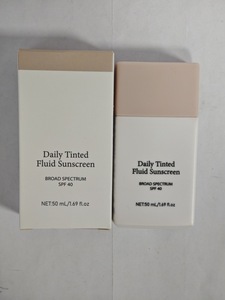 Daily Tinted
Fluid Sunscreen
BROAD SPECTRUM
SPF 40
NET:50 mL/1.69 fl.oz
Daily Tinted
Fluid Sunscreen
BROAD SPECTRUM
SPF 40
NET:50 mL/1.69 fl.oz